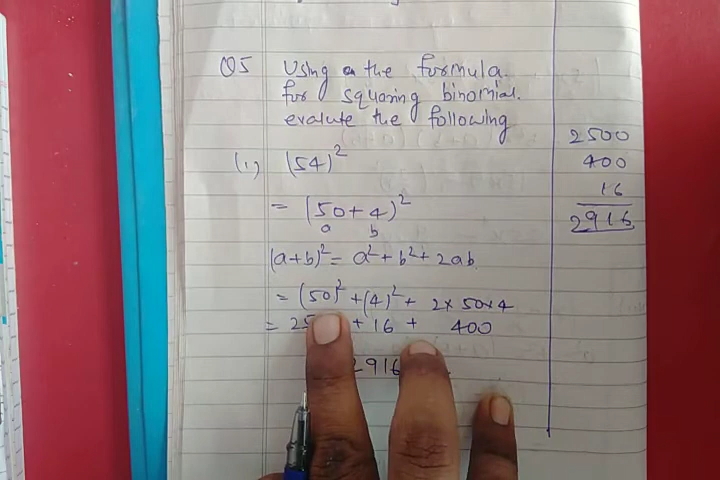 Q5 Using the formula.
for squaring binomial.
evalute the following
(i) (54)²
= (50+4)²
a b
(a+b)² = a²+b²+2ab.
= (50)² + (4)² + 2×50×4
= 25 + 16 + 400
2916
2500
400
16
2916